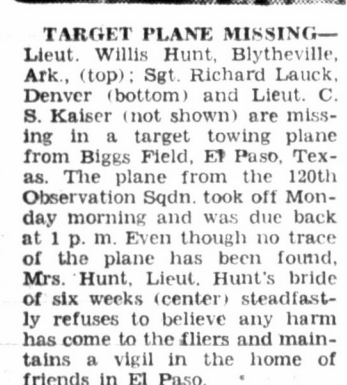 TARGET PLANE MISSING—
Lieut. Willis Hunt, Blytheville,
Ark., (top); Sgt. Richard Lauck,
Denver (bottom) and Lieut. C.
S. Kaiser (not shown) are miss-
ing in a target towing plane
from Biggs Field, El Paso, Tex-
as. The plane from the 120th
Observation Sqdn. took off Mon-
day morning and was due back
at 1 p. m. Even though no trace
of the plane has been found,
Mrs. Hunt, Lieut. Hunt's bride
of six weeks (center) steadfast-
ly refuses to believe any harm
has come to the fliers and main-
tains a vigil in the home of
friends in El Paso.